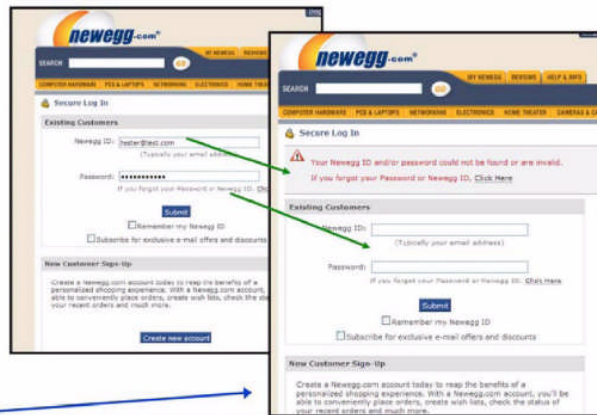 newegg.com®
MY NEWEGG REVIEWS
SEARCH GO
COMPUTER HARDWARE PCS & LAPTOPS NETWORKING ELECTRONICS HOME THEATER
Secure Log In
Existing Customers
Newegg ID: tester@test.com
(Typically your email address)
Password: •••••••••••
If you forgot your Password or Newegg ID,
Submit
Remember my Newegg ID
Subscribe for exclusive e-mail offers and discounts
New Customer Sign-Up
Create a Newegg.com account today to reap the benefits of a
personalized shopping experience. With a Newegg.com account,
able to conveniently place orders, create wish lists, check the
your recent orders and much more.
Create new account
newegg.com®
MY NEWEGG REVIEWS HELP & INFO
SEARCH GO
COMPUTER HARDWARE PCS & LAPTOPS NETWORKING ELECTRONICS HOME THEATER CAMERAS &
Secure Log In
Your Newegg ID and/or password could not be found or are invalid.
If you forgot your Password or Newegg ID, Click Here
Existing Customers
Newegg ID:
(Typically your email address)
Password:
If you forgot your Password or Newegg ID, Click Here
Submit
Remember my Newegg ID
Subscribe for exclusive e-mail offers and discounts
New Customer Sign-Up
Create a Newegg.com account today to reap the benefits of a
personalized shopping experience. With a Newegg.com account, you'll be
able to conveniently place orders, create wish lists, check the status of
your recent orders and much more.